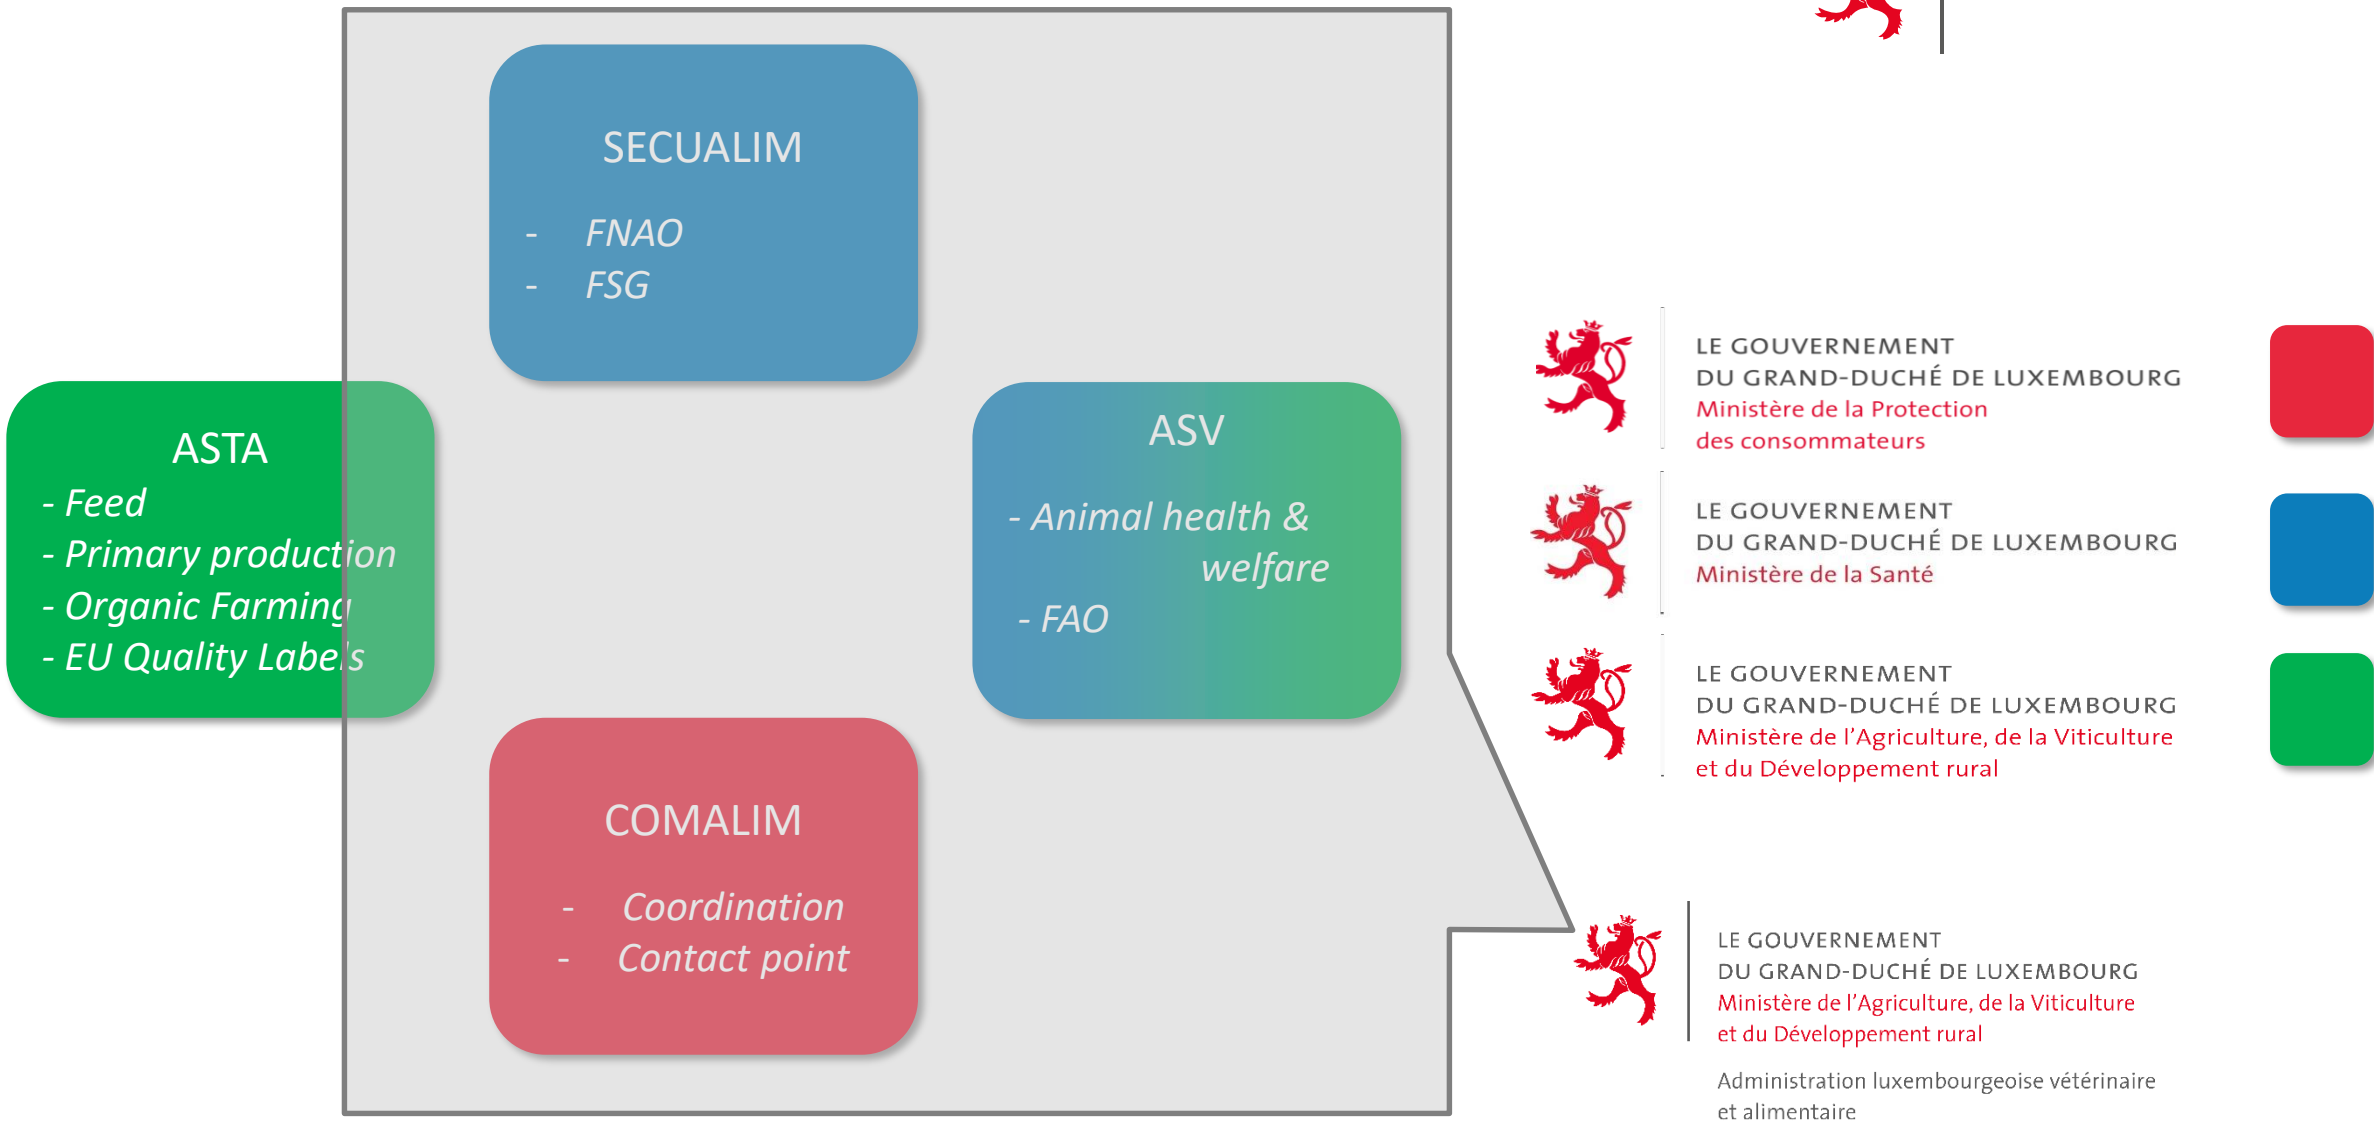 SECUALIM
- FNAO
- FSG
ASTA
- Feed
- Primary production
- Organic Farming
- EU Quality Labels
ASV
- Animal health &
welfare
- FAO
COMALIM
- Coordination
- Contact point
LE GOUVERNEMENT
DU GRAND-DUCHÉ DE LUXEMBOURG
Ministère de la Protection
des consommateurs
LE GOUVERNEMENT
DU GRAND-DUCHÉ DE LUXEMBOURG
Ministère de la Santé
LE GOUVERNEMENT
DU GRAND-DUCHÉ DE LUXEMBOURG
Ministère de l'Agriculture, de la Viticulture
et du Développement rural
LE GOUVERNEMENT
DU GRAND-DUCHÉ DE LUXEMBOURG
Ministère de l'Agriculture, de la Viticulture
et du Développement rural
Administration luxembourgeoise vétérinaire
et alimentaire